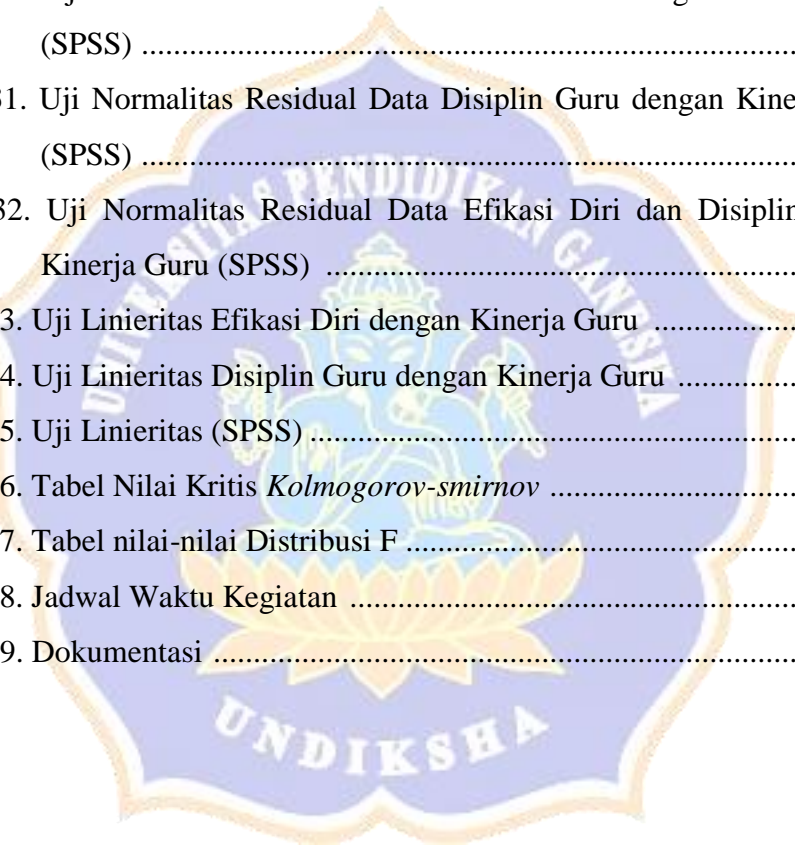 (SPSS) ........................................................................................
31. Uji Normalitas Residual Data Disiplin Guru dengan Kine
(SPSS) ........................................................................................
32. Uji Normalitas Residual Data Efikasi Diri dan Disiplin
Kinerja Guru (SPSS) ...............................................................
3. Uji Linieritas Efikasi Diri dengan Kinerja Guru ..................
4. Uji Linieritas Disiplin Guru dengan Kinerja Guru ...............
5. Uji Linieritas (SPSS) ...............................................................
6. Tabel Nilai Kritis Kolmogorov-smirnov ................................
7. Tabel nilai-nilai Distribusi F ...................................................
8. Jadwal Waktu Kegiatan ..........................................................
9. Dokumentasi ...........................................................................
UNIVERSITAS PENDIDIKAN GANESHA
UNDIKSHA